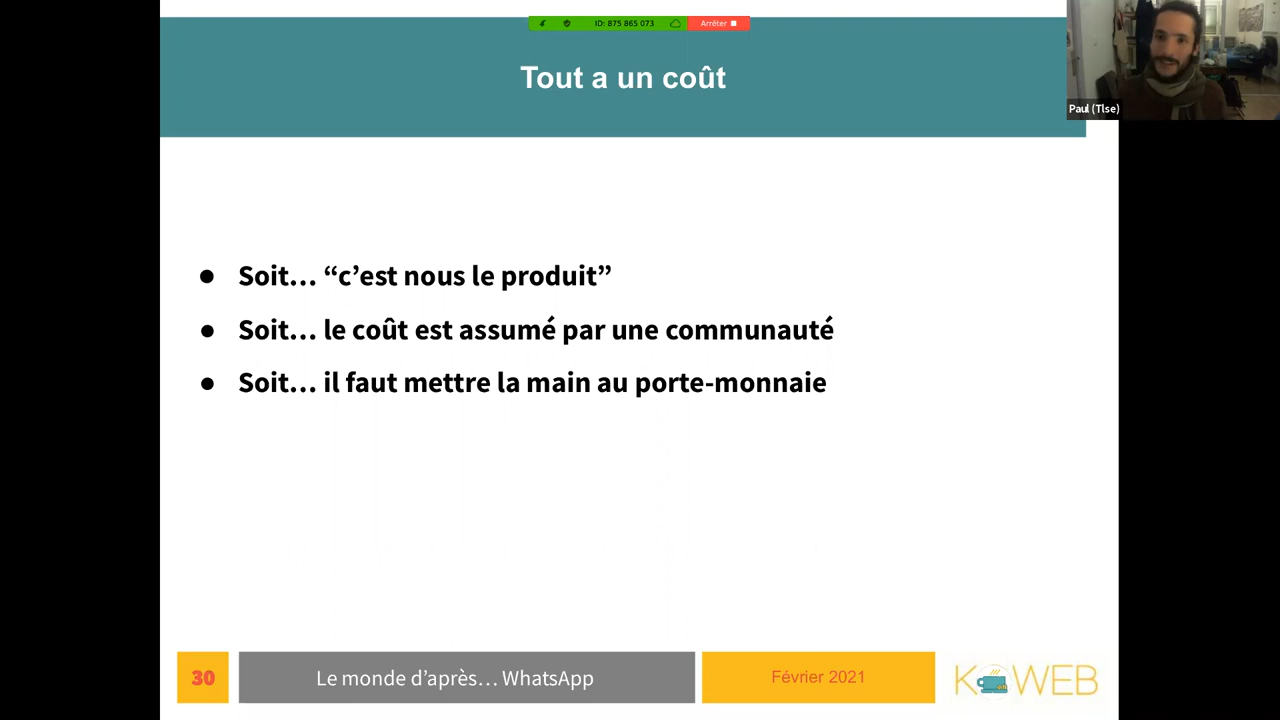 ID: 875 865 073
Arrêter
Tout a un coût
Paul (Tlse)
● Soit… “c’est nous le produit”
● Soit… le coût est assumé par une communauté
● Soit… il faut mettre la main au porte-monnaie
30
Le monde d’après… WhatsApp
Février 2021
KAWEB